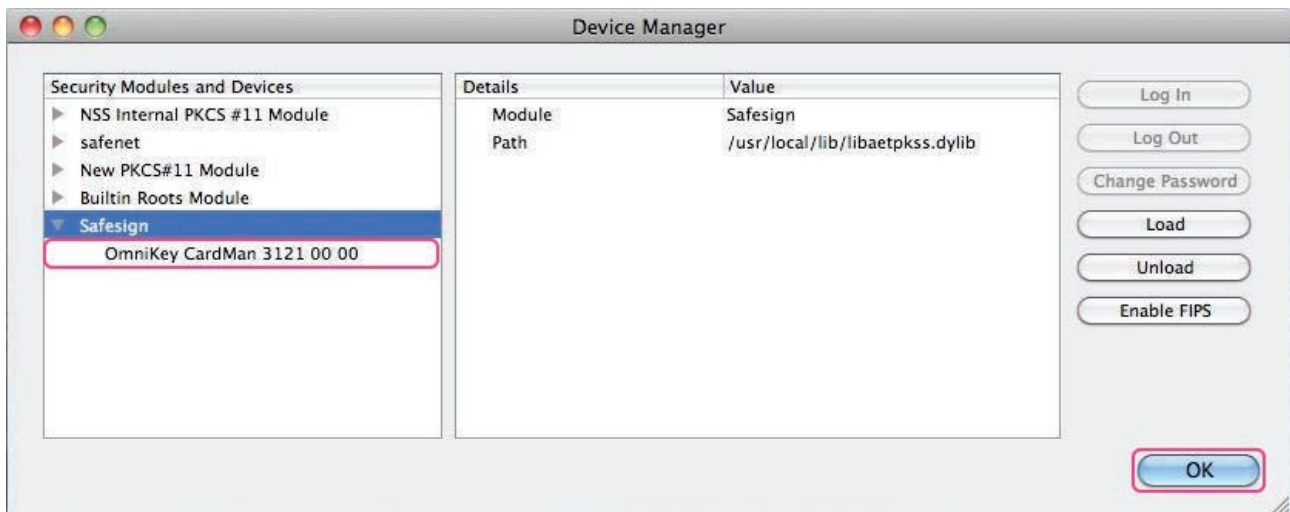 Device Manager
Security Modules and Devices
NSS Internal PKCS #11 Module
safenet
New PKCS#11 Module
Builtin Roots Module
Safesign
OmniKey CardMan 3121 00 00
Details Value
Module Safesign
Path /usr/local/lib/libaetpkss.dylib
Log In
Log Out
Change Password
Load
Unload
Enable FIPS
OK